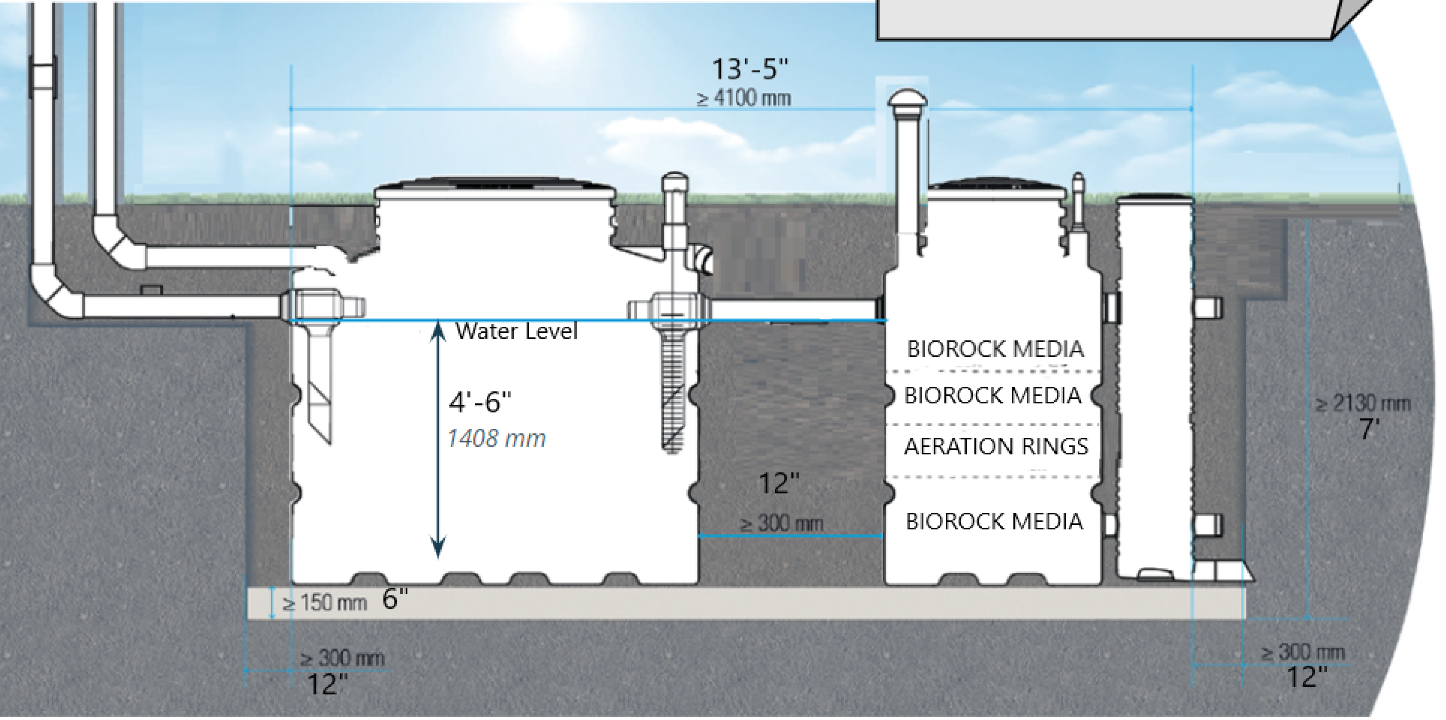 13'-5"
≥ 4100 mm
Water Level
4'-6"
1408 mm
BIOROCK MEDIA
BIOROCK MEDIA
AERATION RINGS
BIOROCK MEDIA
≥ 2130 mm
7'
12"
≥ 300 mm
≥ 150 mm 6"
≥ 300 mm
12"
≥ 300 mm
12"